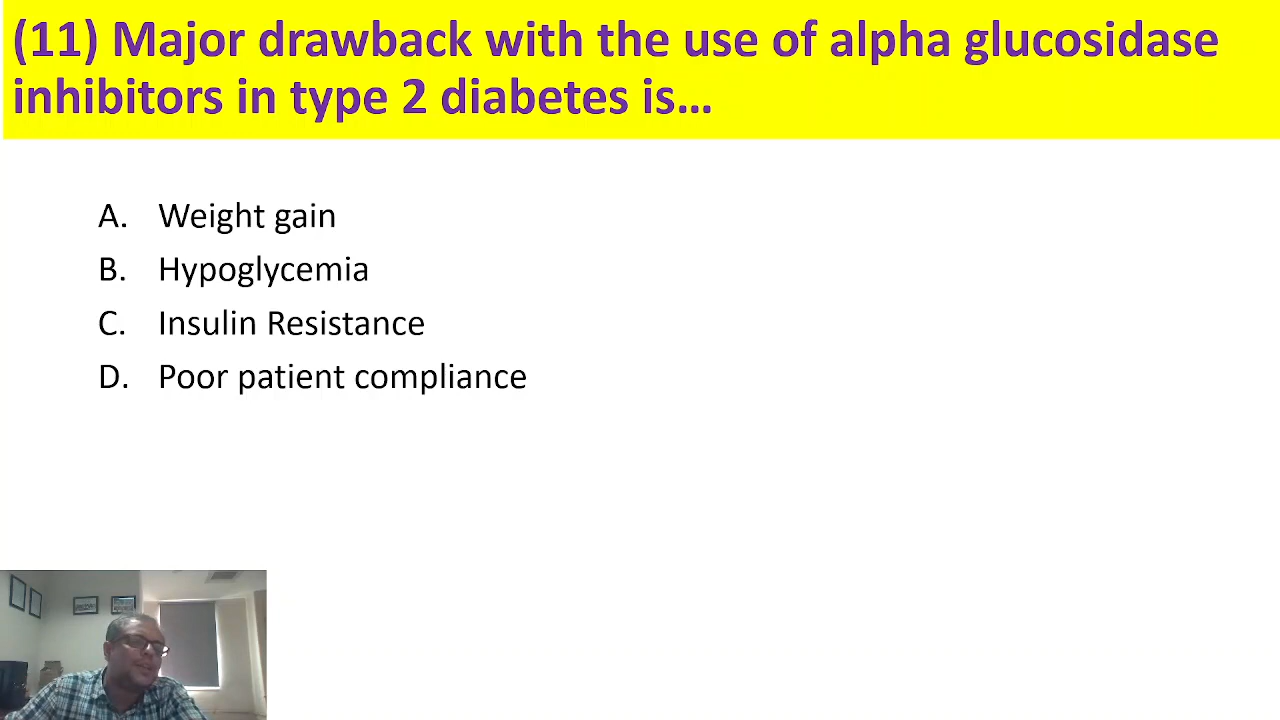 (11) Major drawback with the use of alpha glucosidase
inhibitors in type 2 diabetes is…
A. Weight gain
B. Hypoglycemia
C. Insulin Resistance
D. Poor patient compliance